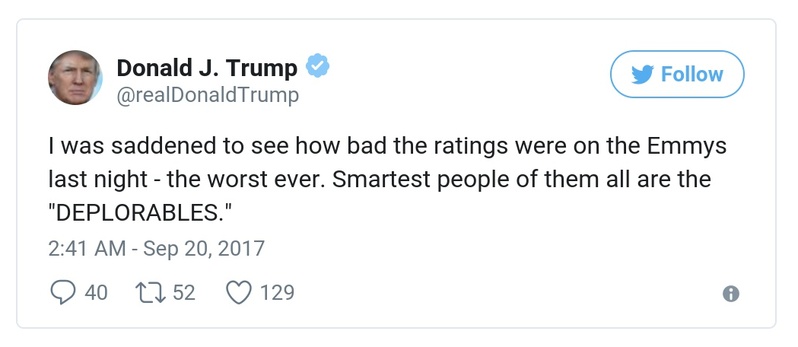 Donald J. Trump
@realDonaldTrump
Follow
I was saddened to see how bad the ratings were on the Emmys
last night - the worst ever. Smartest people of them all are the
"DEPLORABLES."
2:41 AM - Sep 20, 2017
40 52 129